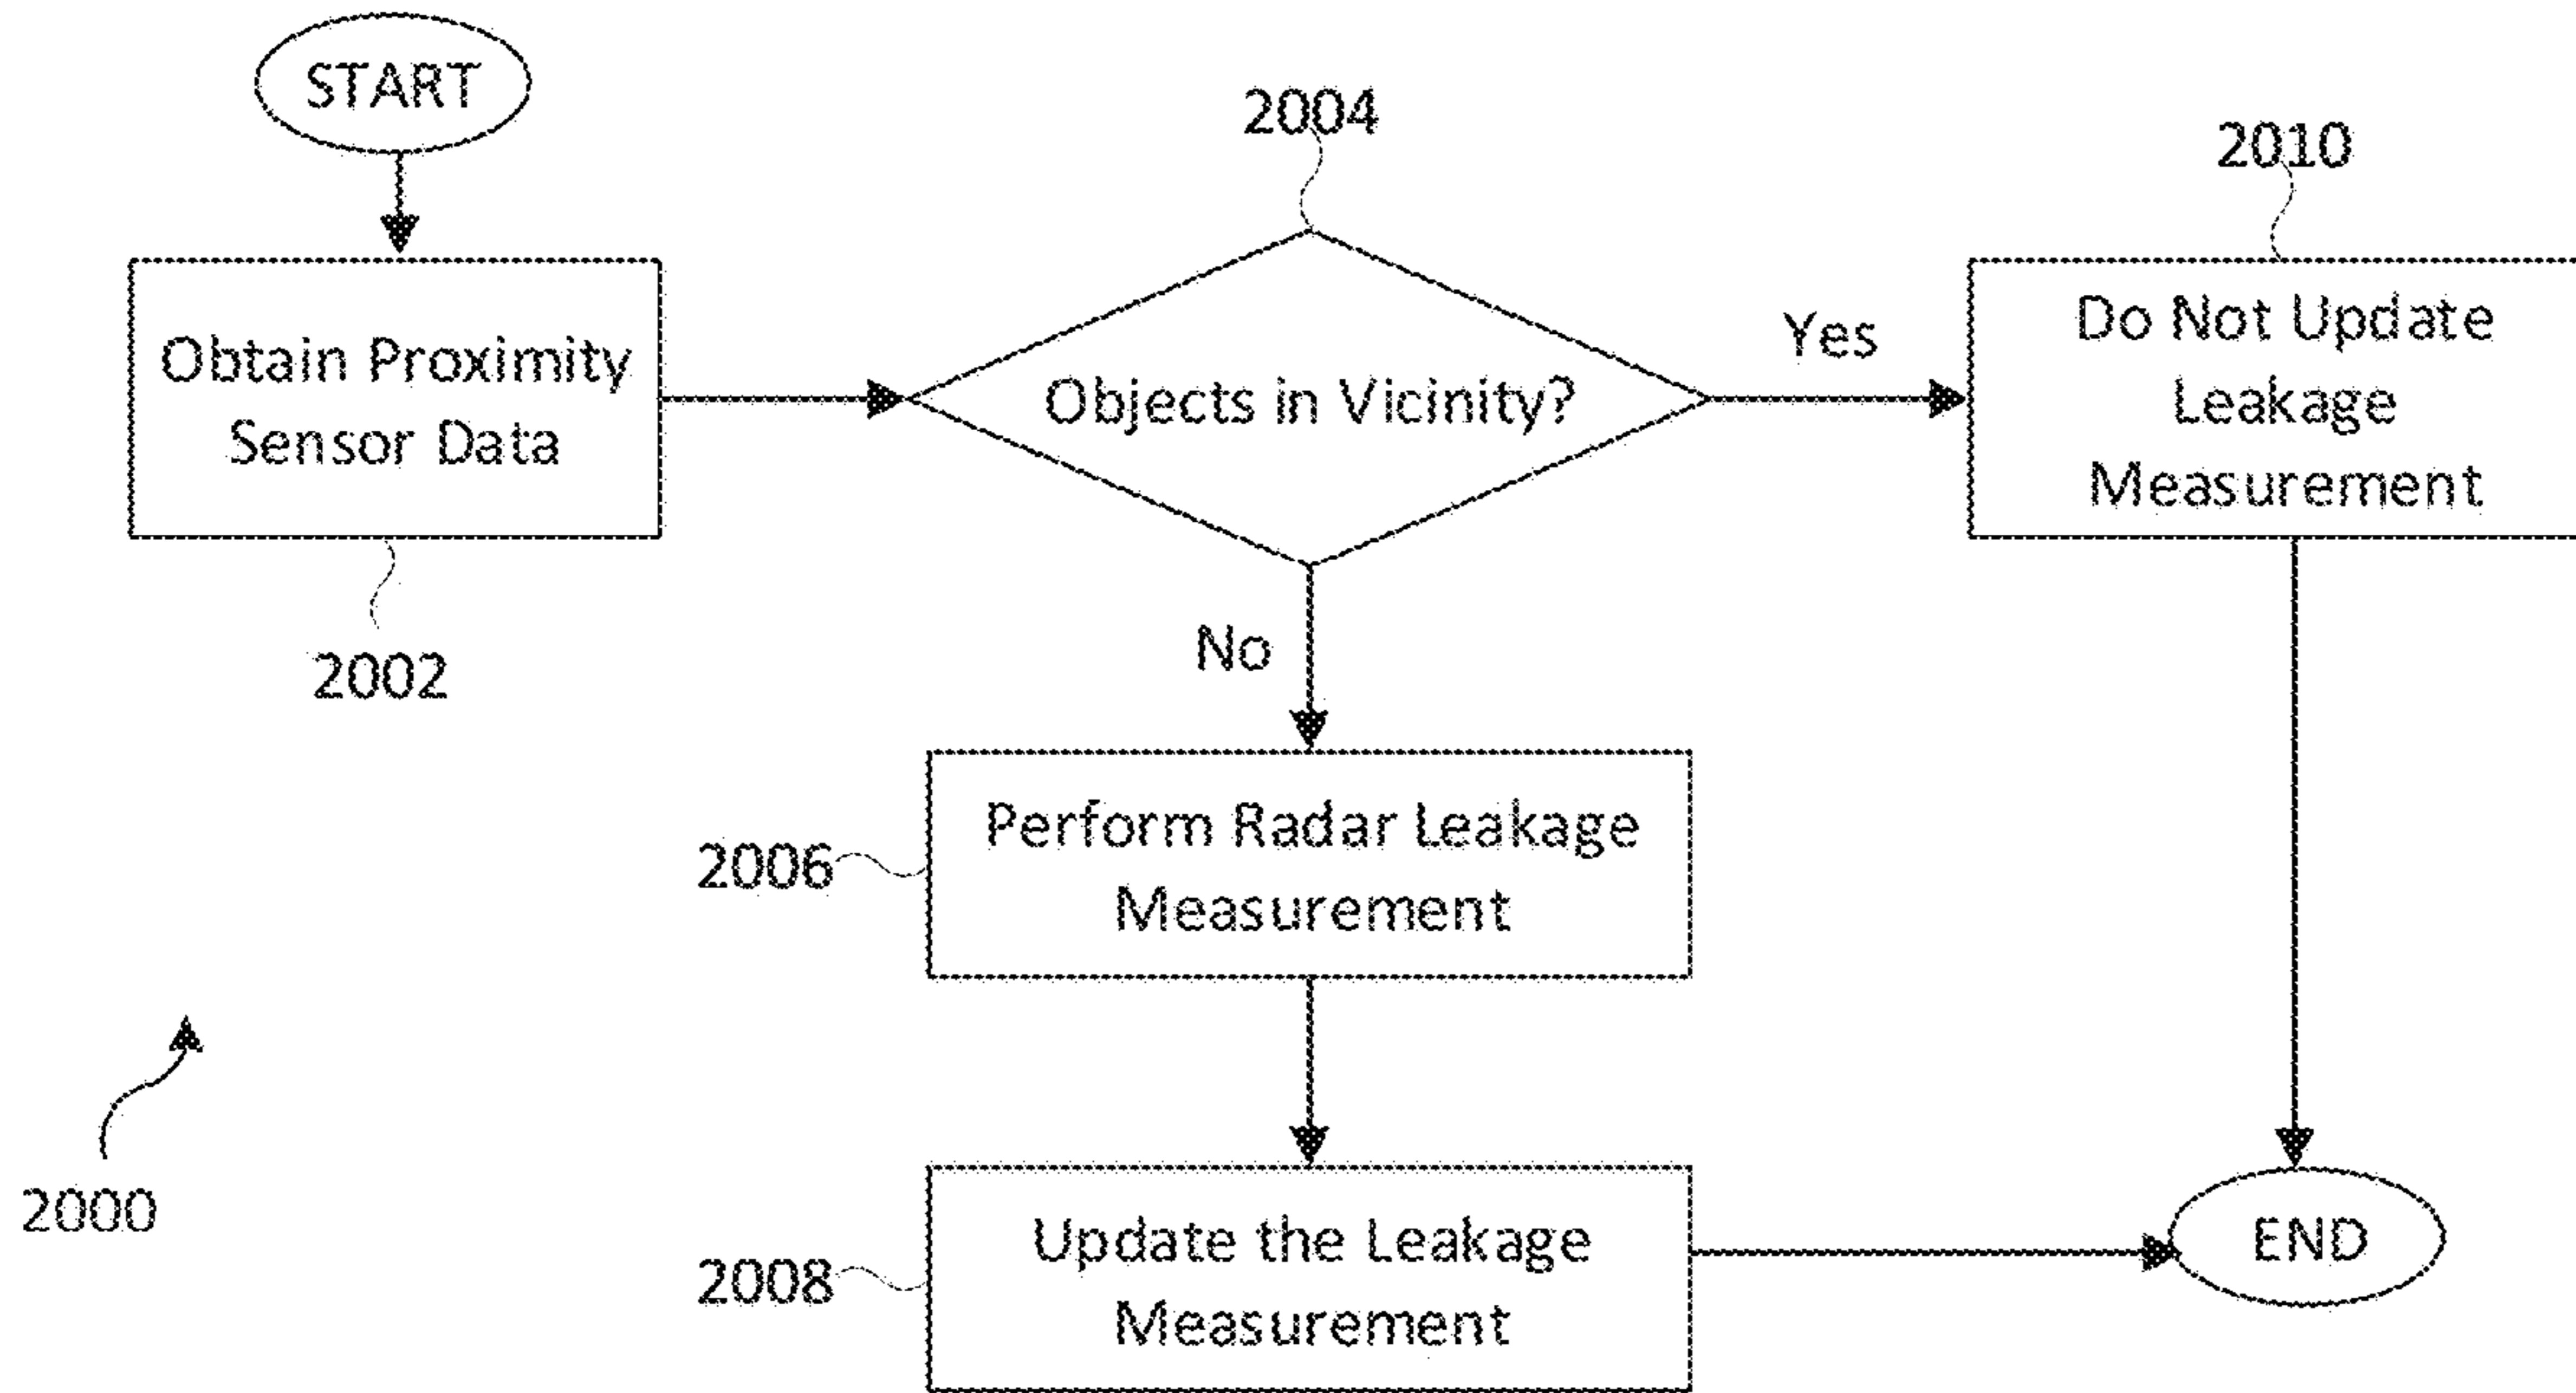 START
2004
2010
Obtain Proximity
Sensor Data
Objects in Vicinity?
Yes
Do Not Update
Leakage
Measurement
2002
No
Perform Radar Leakage
Measurement
2006
2000
Update the Leakage
Measurement
2008
END